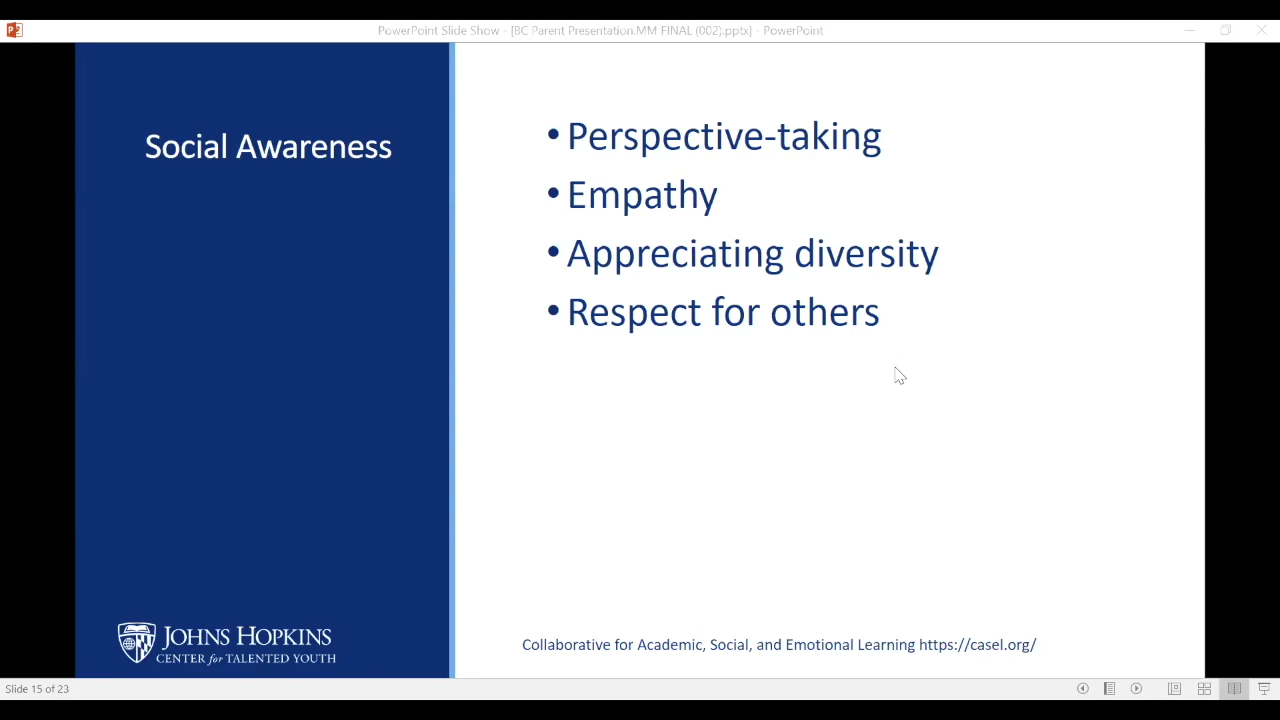 PowerPoint Slide Show - [BC Parent Presentation.MM FINAL (002).pptx] - PowerPoint
Social Awareness
• Perspective-taking
• Empathy
• Appreciating diversity
• Respect for others
JOHNS HOPKINS
CENTER for TALENTED YOUTH
Collaborative for Academic, Social, and Emotional Learning https://casel.org/
Slide 15 of 23